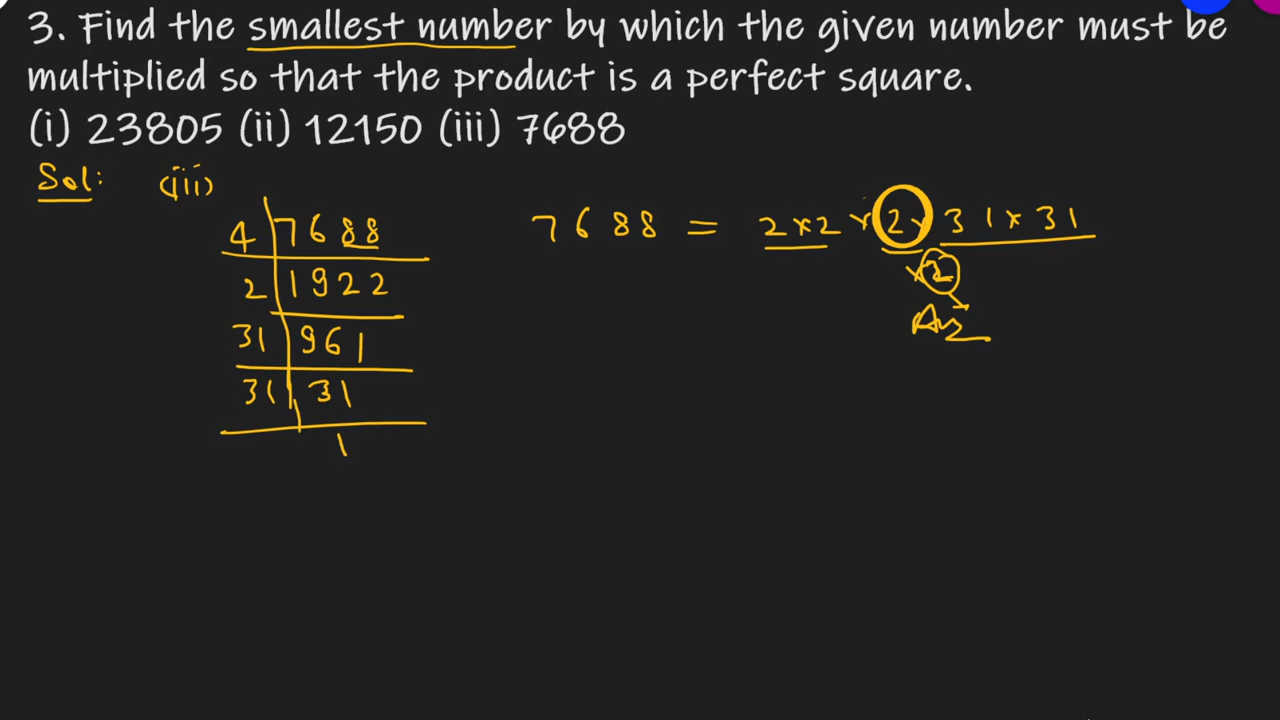 3. Find the smallest number by which the given number must be
multiplied so that the product is a perfect square.
(i) 23805 (ii) 12150 (iii) 7688
Sol: (iii)
4 | 7688
7688 = 2×2 × 2 × 31×31
×2
2 | 1922
Ans
31 | 961
31 | 31
1